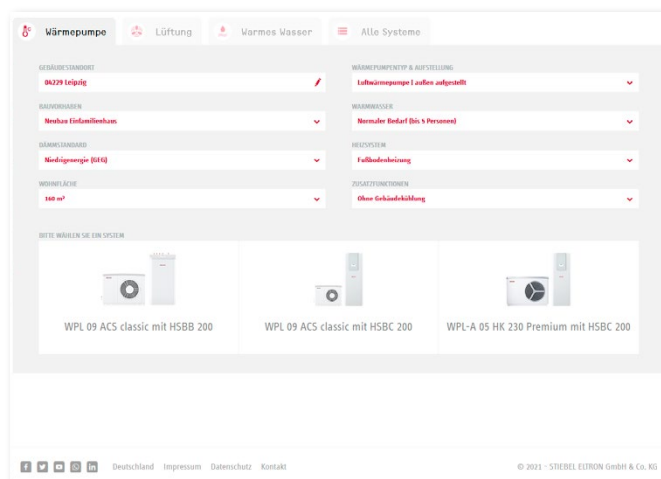 Wärmepumpe
Lüftung
Warmes Wasser
Alle Systeme
GEBÄUDESTANDORT
04229 Leipzig
BAUVORHABEN
Neubau Einfamilienhaus
DÄMMSTANDARD
Niedrigenergie (GEG)
WOHNFLÄCHE
160 m²
WÄRMEPUMPENTYP & AUFSTELLUNG
Luftwärmepumpe | außen aufgestellt
WARMWASSER
Normaler Bedarf (bis 5 Personen)
HEIZSYSTEM
Fußbodenheizung
ZUSATZFUNKTIONEN
Ohne Gebäudekühlung
BITTE WÄHLEN SIE EIN SYSTEM
WPL 09 ACS classic mit HSBB 200
WPL 09 ACS classic mit HSBC 200
WPL-A 05 HK 230 Premium mit HSBC 200
Deutschland Impressum Datenschutz Kontakt
© 2021 - STIEBEL ELTRON GmbH & Co. KG